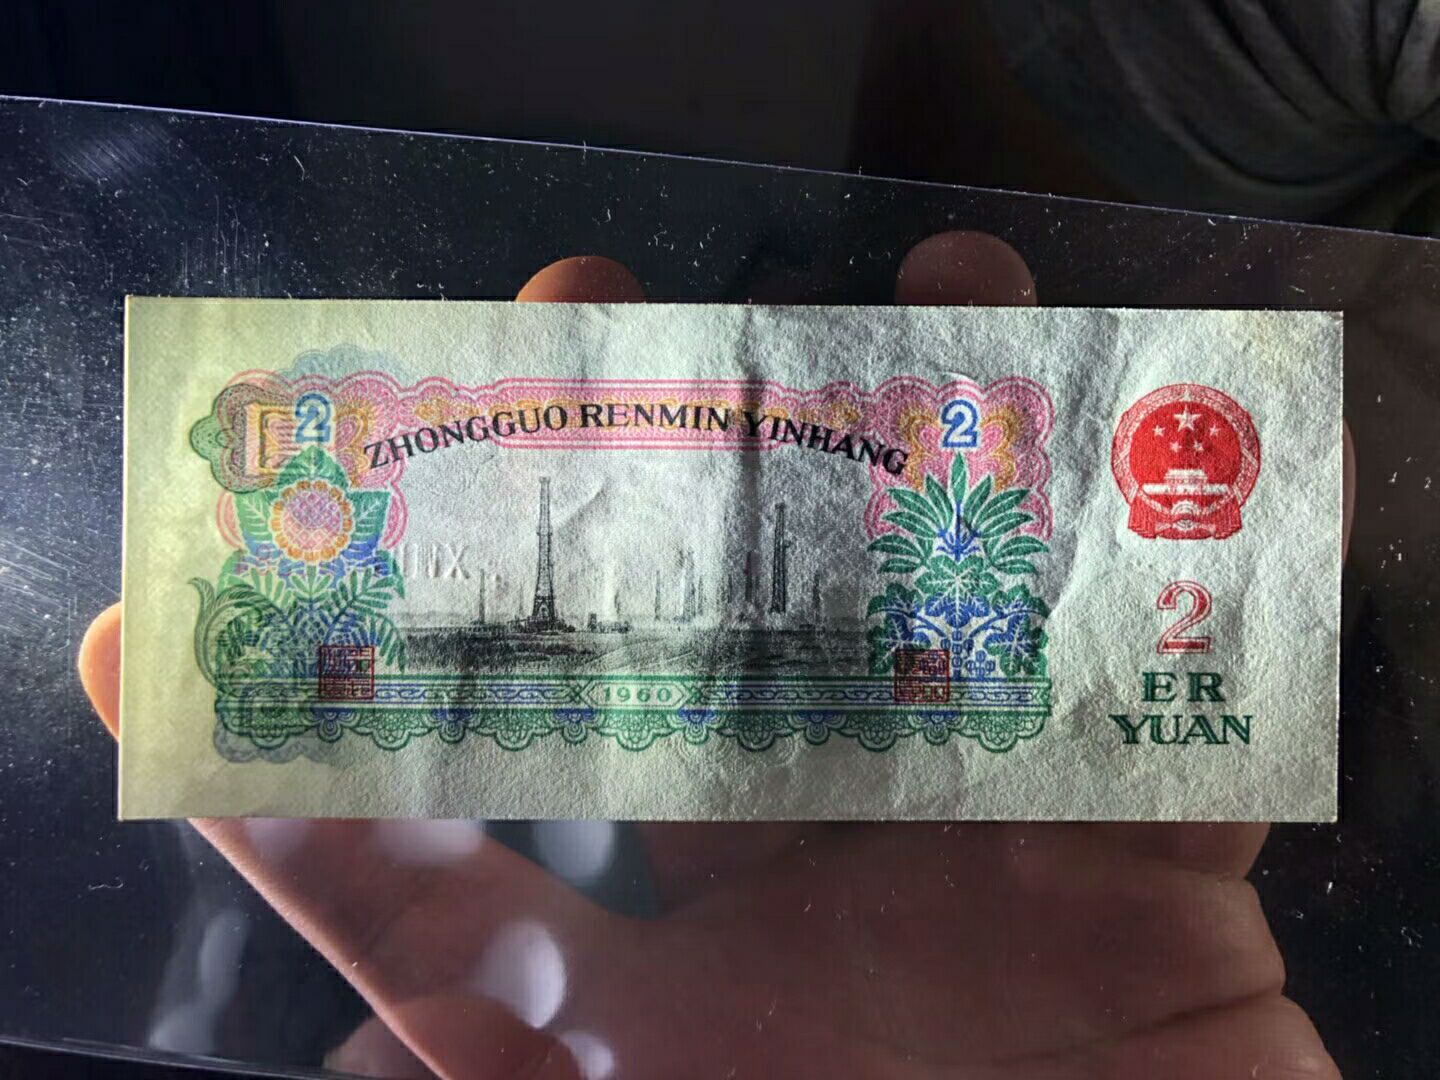 2
2
ZHONGGUO RENMIN YINHANG
2
ER
YUAN
1960